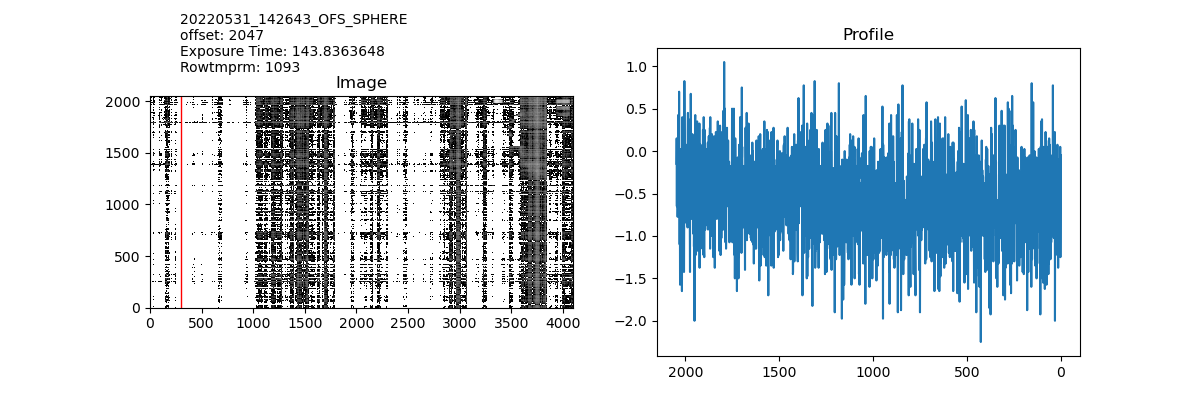 20220531_142643_OFS_SPHERE
offset: 2047
Exposure Time: 143.8363648
Rowtmprm: 1093
Image
2000
1500
1000
500
0
0 500 1000 1500 2000 2500 3000 3500 4000
Profile
1.0
0.5
0.0
−0.5
−1.0
−1.5
−2.0
2000 1500 1000 500 0